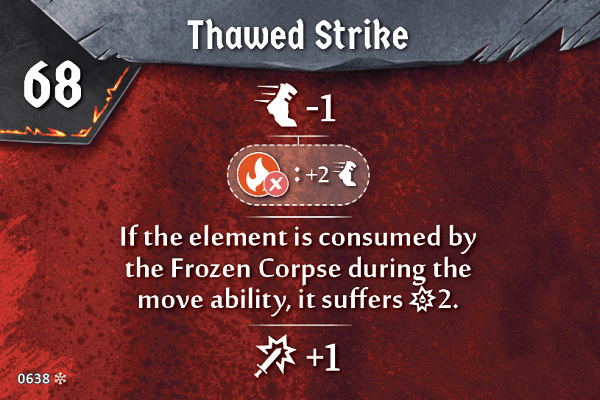 Thawed Strike
68
-1
: +2
If the element is consumed by
the Frozen Corpse during the
move ability, it suffers 2.
+1
0638